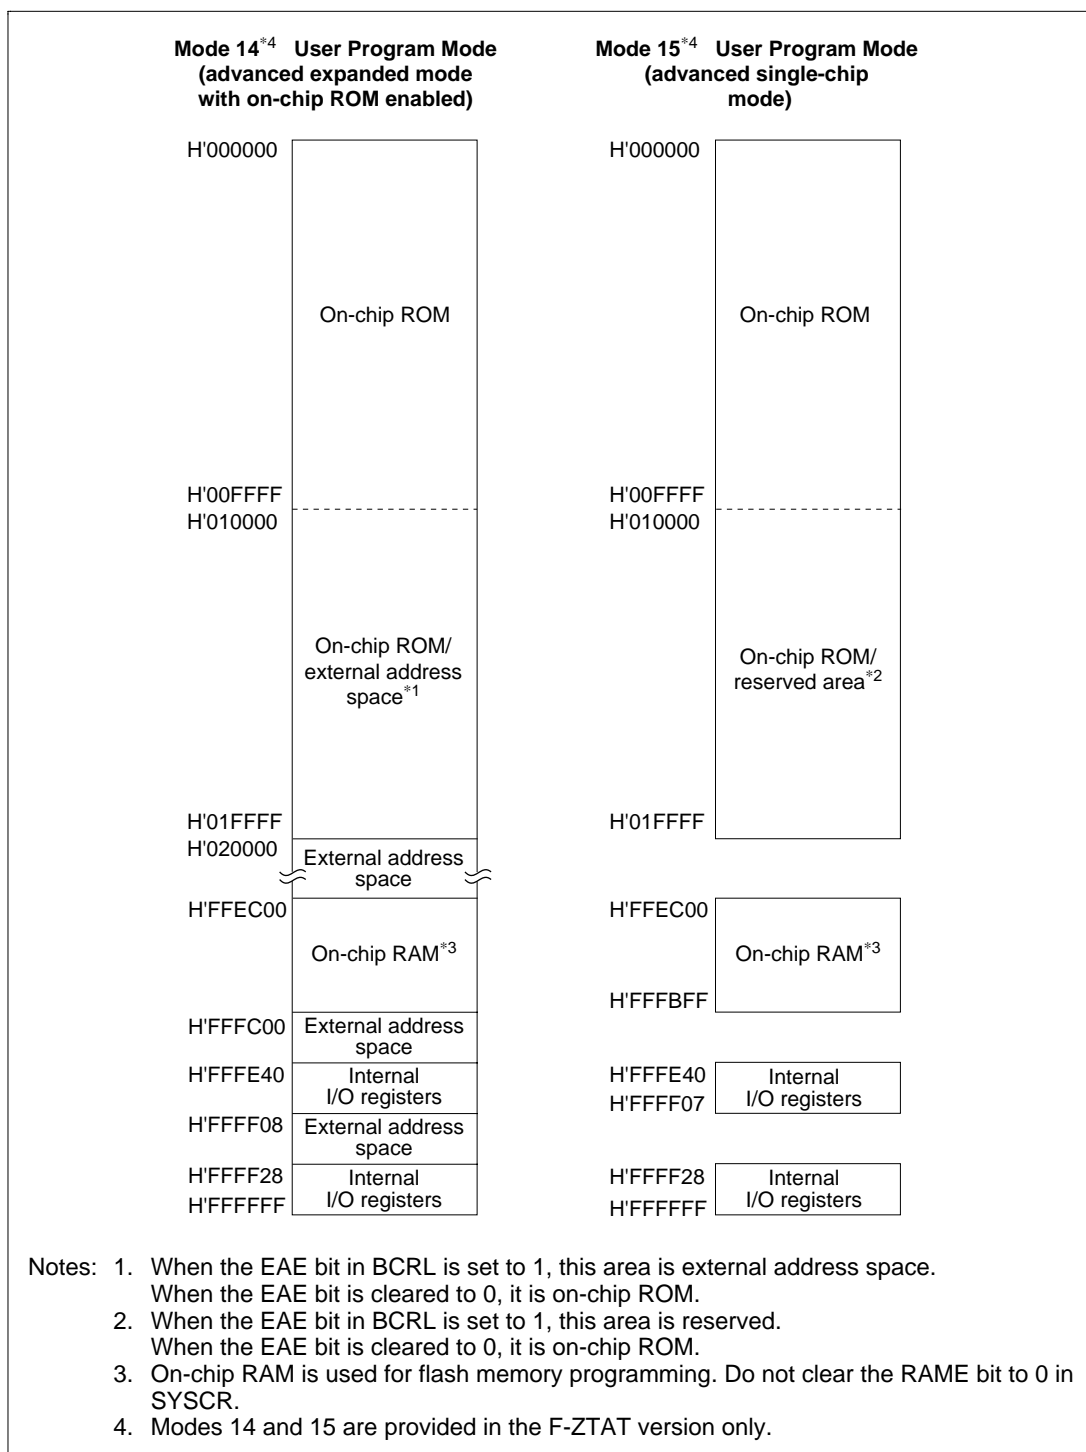 Mode 14*4 User Program Mode
(advanced expanded mode
with on-chip ROM enabled)
H'000000
On-chip ROM
H'00FFFF
H'010000
On-chip ROM/
external address
space*1
H'01FFFF
H'020000
External address
space
H'FFEC00
On-chip RAM*3
H'FFFC00
External address
space
H'FFFE40
Internal
I/O registers
H'FFFF08
External address
space
H'FFFF28
Internal
I/O registers
H'FFFFFF
Mode 15*4 User Program Mode
(advanced single-chip
mode)
H'000000
On-chip ROM
H'00FFFF
H'010000
On-chip ROM/
reserved area*2
H'01FFFF
H'FFEC00
On-chip RAM*3
H'FFFBFF
H'FFFE40
Internal
I/O registers
H'FFFF07
H'FFFF28
Internal
I/O registers
H'FFFFFF
Notes: 1. When the EAE bit in BCRL is set to 1, this area is external address space.
When the EAE bit is cleared to 0, it is on-chip ROM.
2. When the EAE bit in BCRL is set to 1, this area is reserved.
When the EAE bit is cleared to 0, it is on-chip ROM.
3. On-chip RAM is used for flash memory programming. Do not clear the RAME bit to 0 in
SYSCR.
4. Modes 14 and 15 are provided in the F-ZTAT version only.